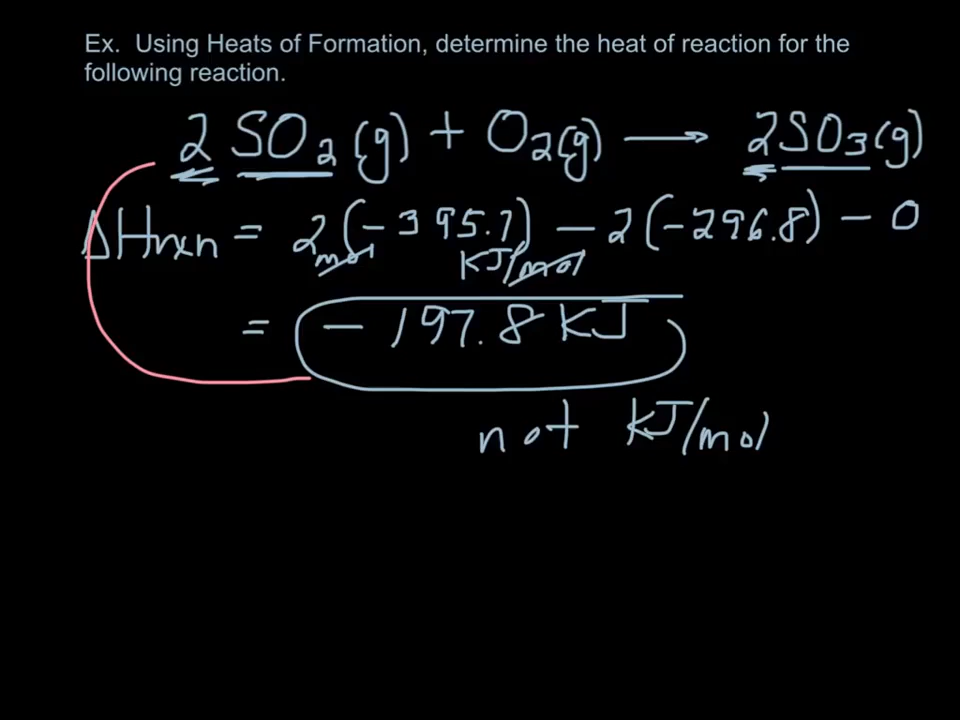 Ex. Using Heats of Formation, determine the heat of reaction for the
following reaction.
2 SO₂(g) + O₂(g) ⟶ 2SO₃(g)
ΔHrxn = 2(-395.7) - 2(-296.8) - 0
mol KJ/mol
= -197.8 KJ
not KJ/mol